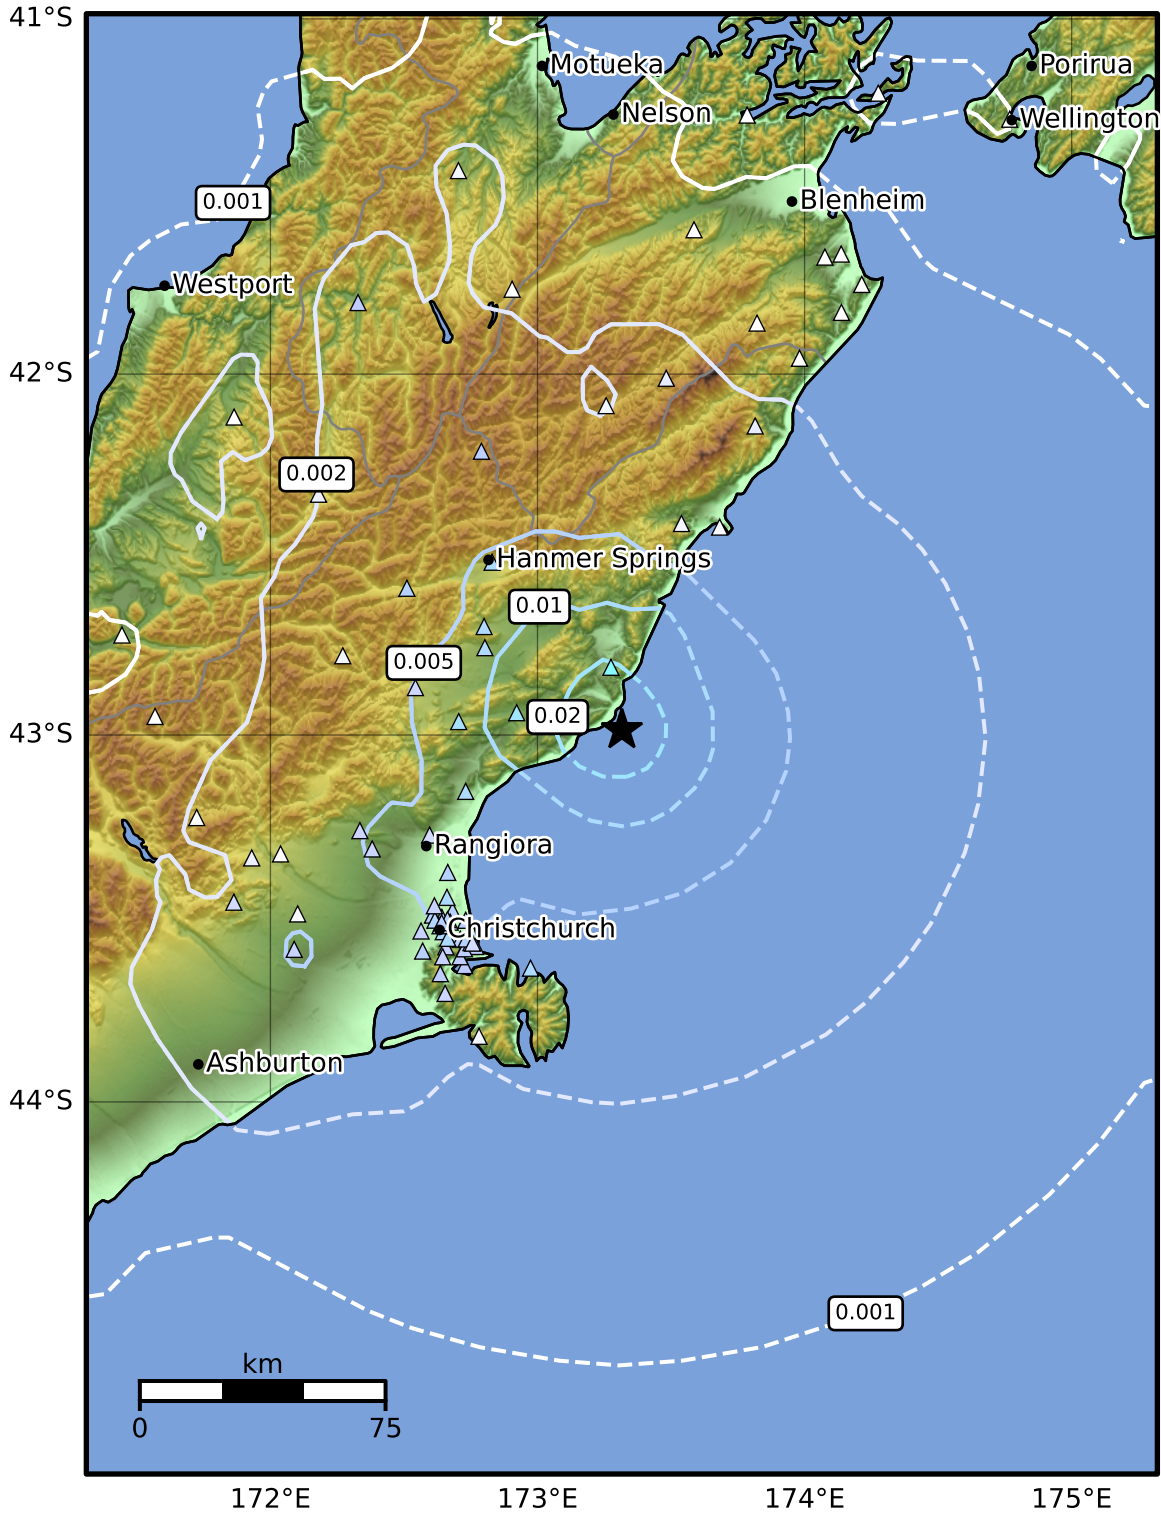 41°S
Motueka
Porirua
Nelson
Wellington
0.001
Blenheim
Westport
42°S
0.002
Hanmer Springs
0.01
0.005
0.02
43°S
Rangiora
Christchurch
Ashburton
44°S
0.001
km
0
75
172°E
173°E
174°E
175°E